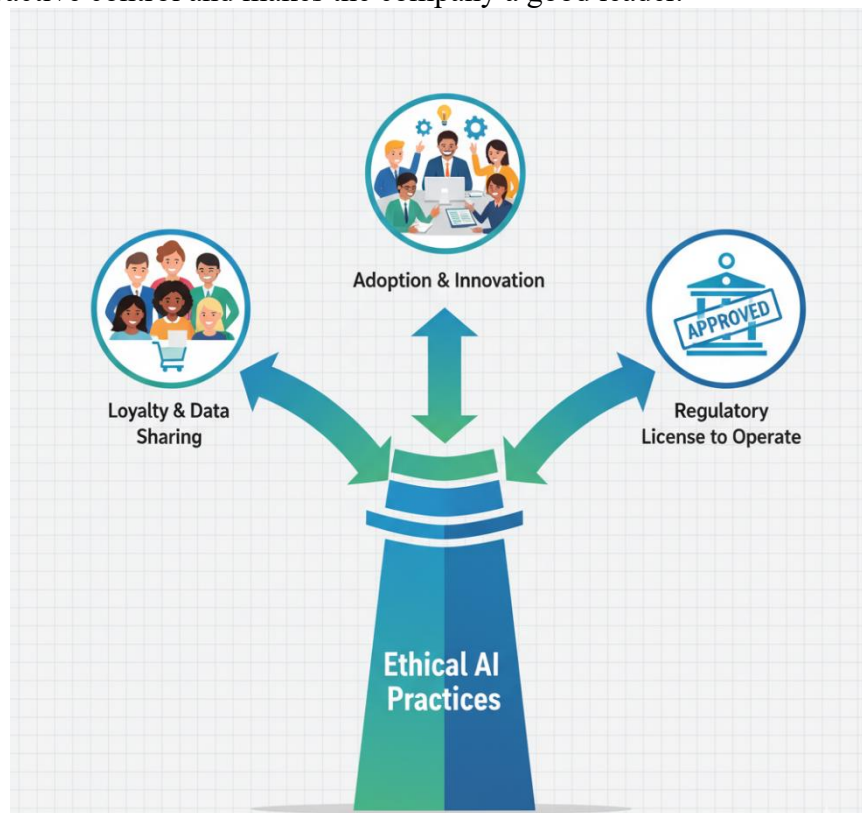 active control and makes the company a good leader.
Adoption & Innovation
Loyalty & Data
Sharing
APPROVED
Regulatory
License to Operate
Ethical AI
Practices